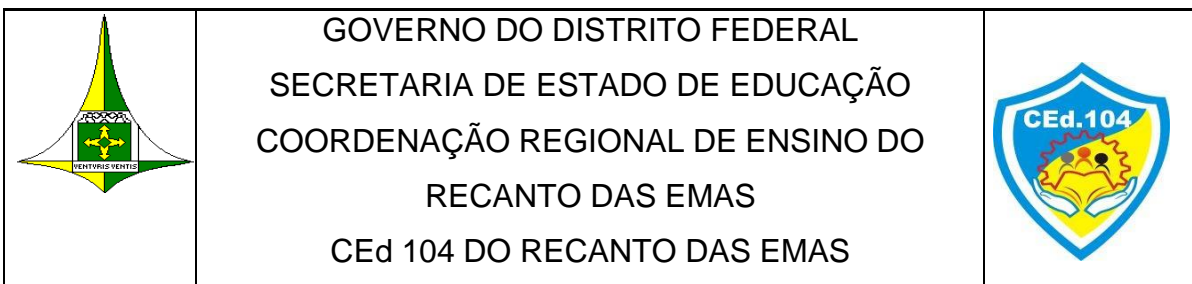 GOVERNO DO DISTRITO FEDERAL
SECRETARIA DE ESTADO DE EDUCAÇÃO
COORDENAÇÃO REGIONAL DE ENSINO DO
RECANTO DAS EMAS
CEd 104 DO RECANTO DAS EMAS
VENTVRIS VENTIS
CEd.104